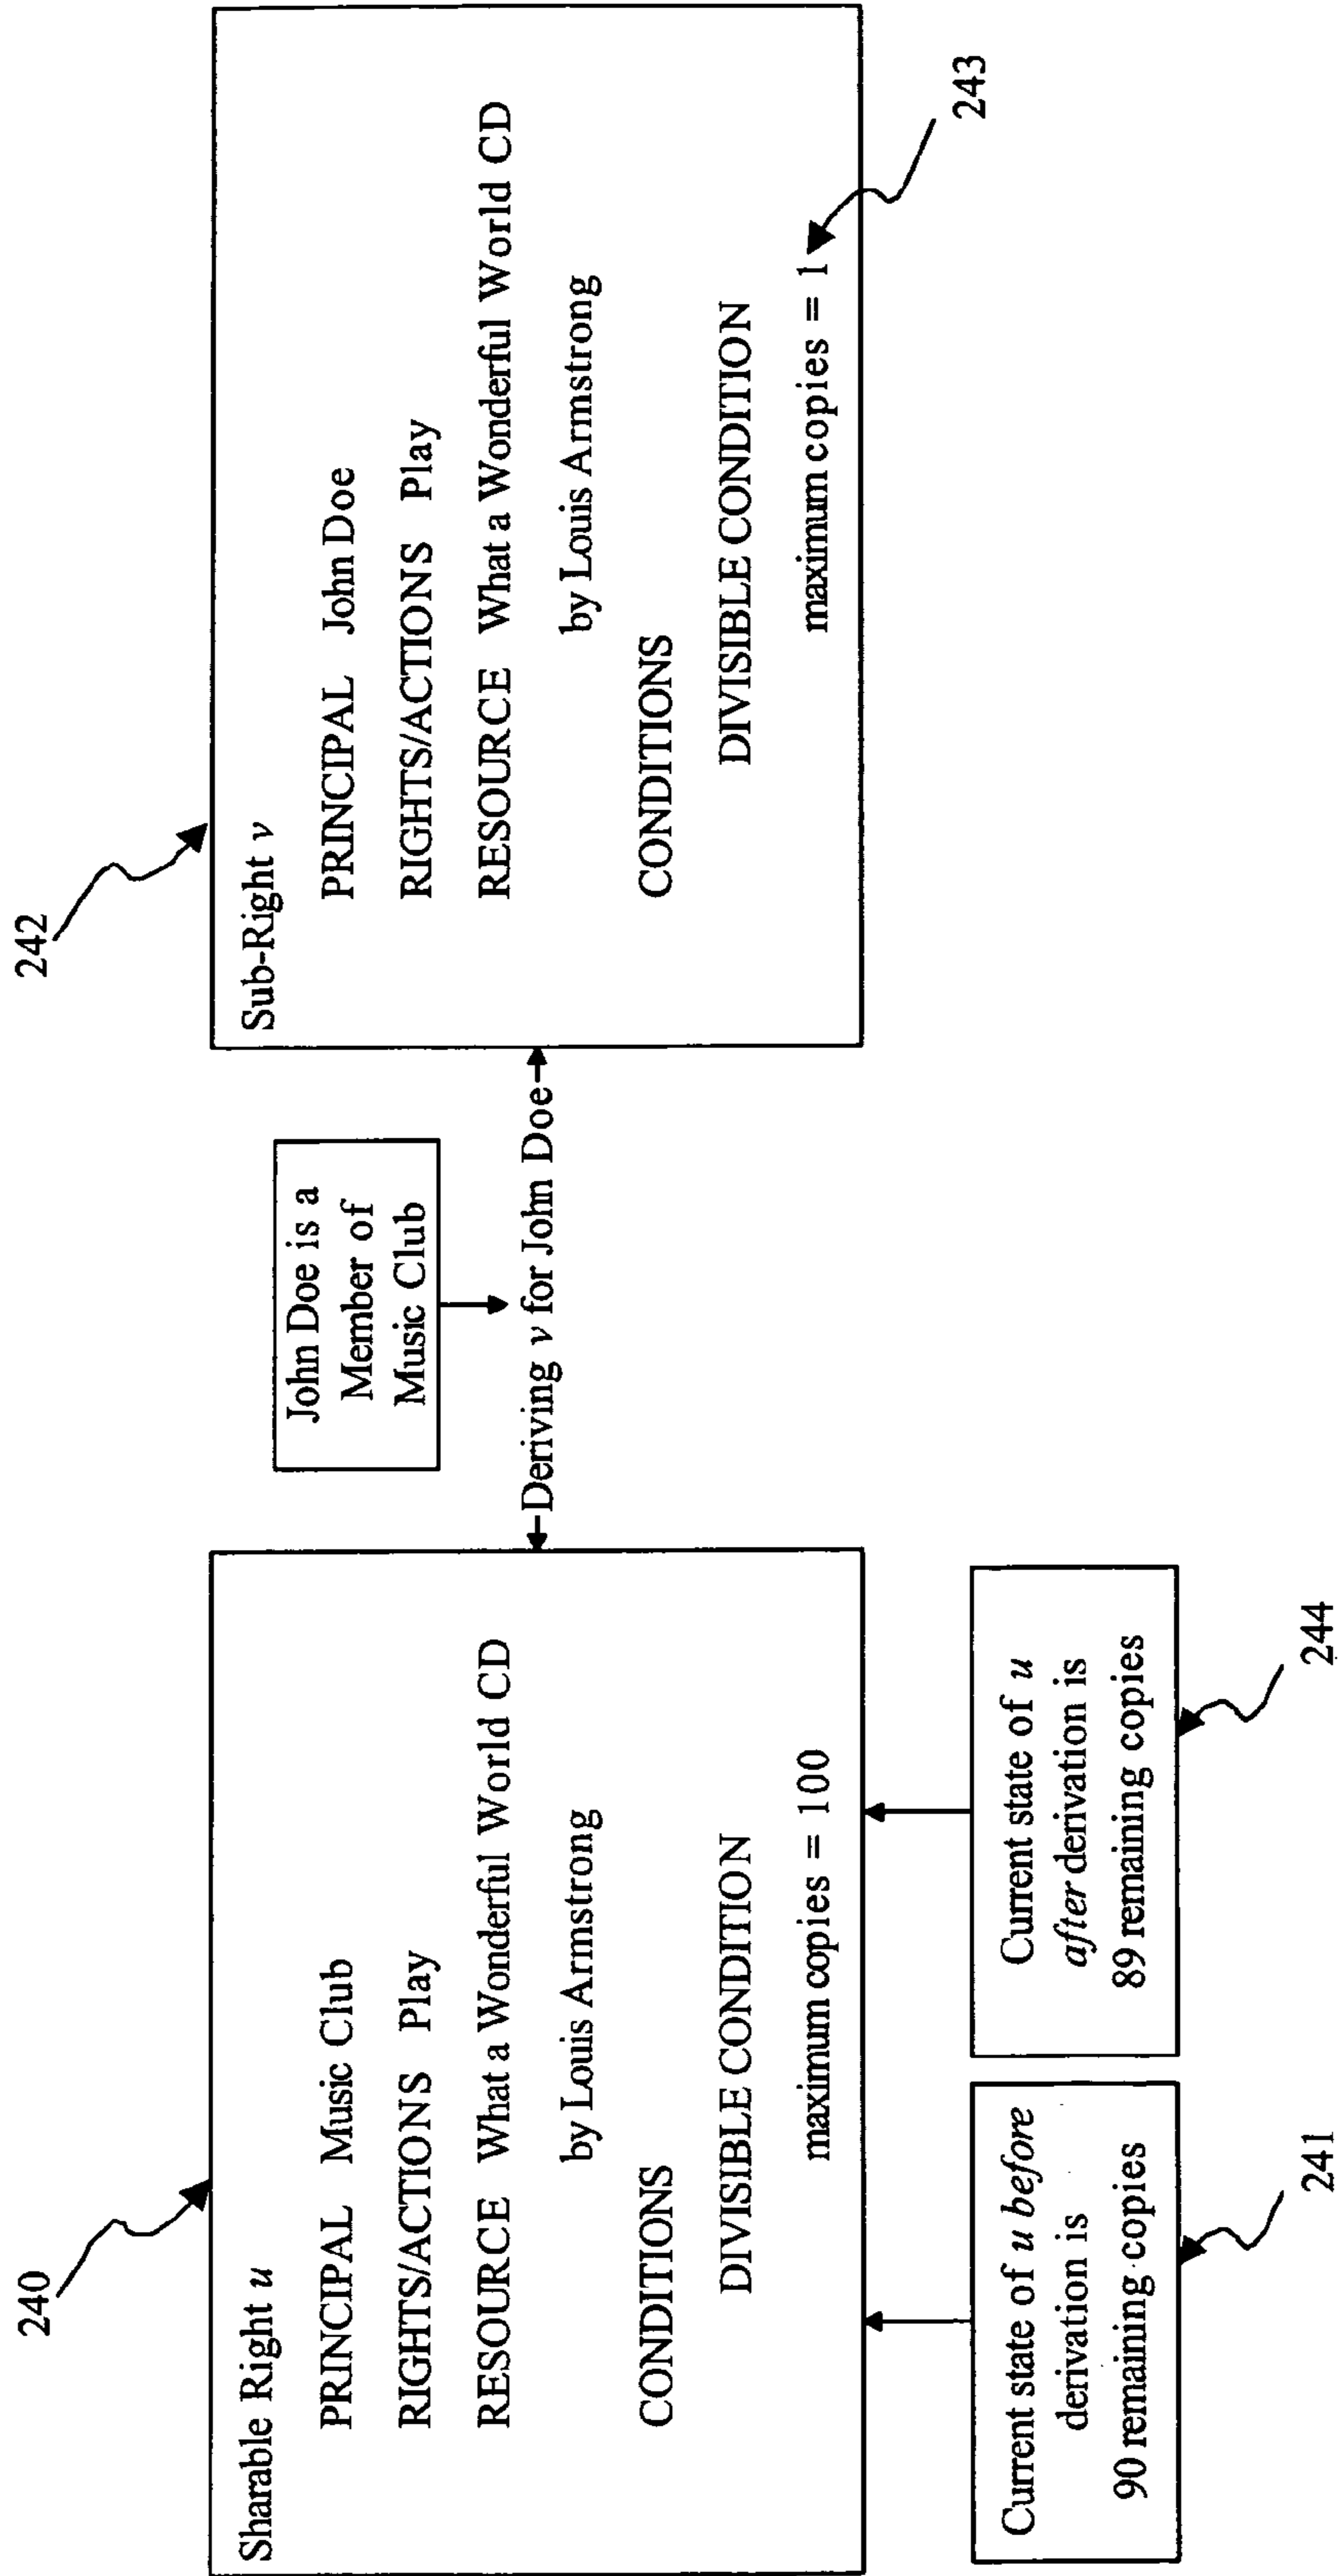 240
Sharable Right u
PRINCIPAL Music Club
RIGHTS/ACTIONS Play
RESOURCE What a Wonderful World CD
by Louis Armstrong
CONDITIONS
DIVISIBLE CONDITION
maximum copies = 100
Current state of u before
derivation is
90 remaining copies
241
Current state of u
after derivation is
89 remaining copies
244
John Doe is a
Member of
Music Club
Deriving v for John Doe
242
Sub-Right v
PRINCIPAL John Doe
RIGHTS/ACTIONS Play
RESOURCE What a Wonderful World CD
by Louis Armstrong
CONDITIONS
DIVISIBLE CONDITION
maximum copies = 1
243